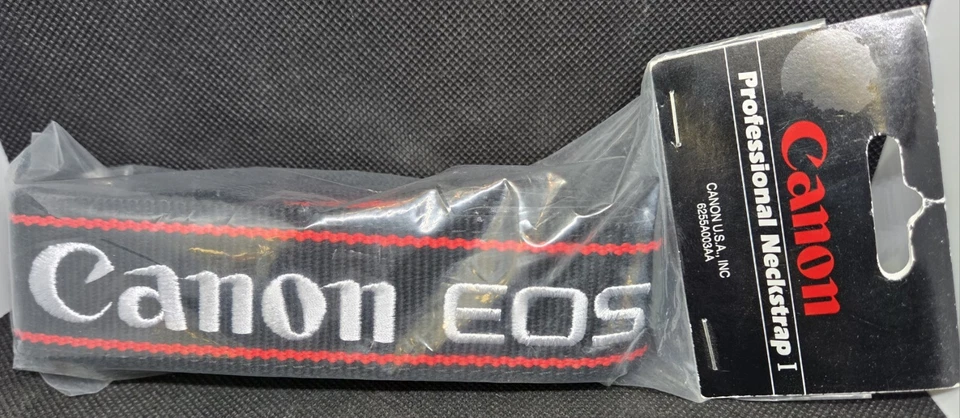 Canon EOS
Canon
Professional Neckstrap I
CANON U.S.A., INC
6255A003AA